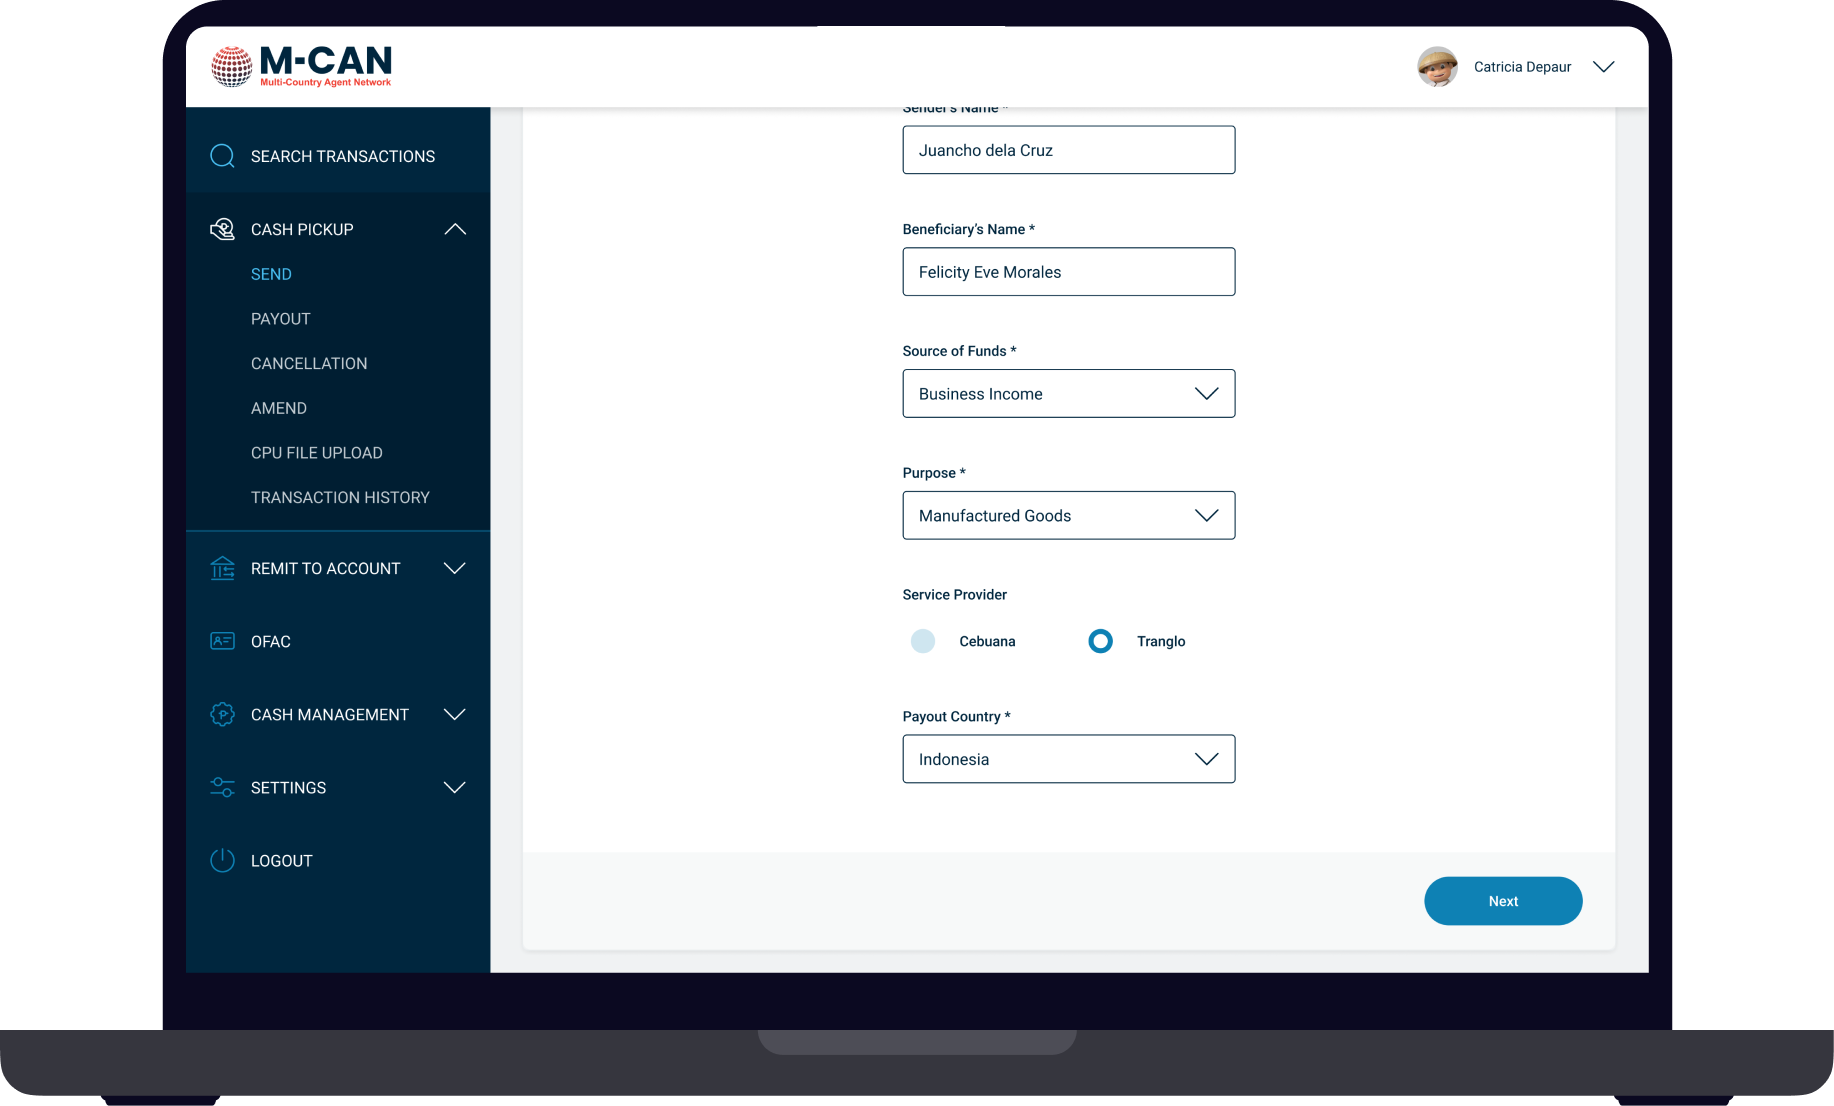 M-CAN
Multi-Country Agent Network
Catricia Depaur
SEARCH TRANSACTIONS
CASH PICKUP
SEND
PAYOUT
CANCELLATION
AMEND
CPU FILE UPLOAD
TRANSACTION HISTORY
REMIT TO ACCOUNT
OFAC
CASH MANAGEMENT
SETTINGS
LOGOUT
Sender's Name *
Juancho dela Cruz
Beneficiary's Name *
Felicity Eve Morales
Source of Funds *
Business Income
Purpose *
Manufactured Goods
Service Provider
Cebuana
Tranglo
Payout Country *
Indonesia
Next